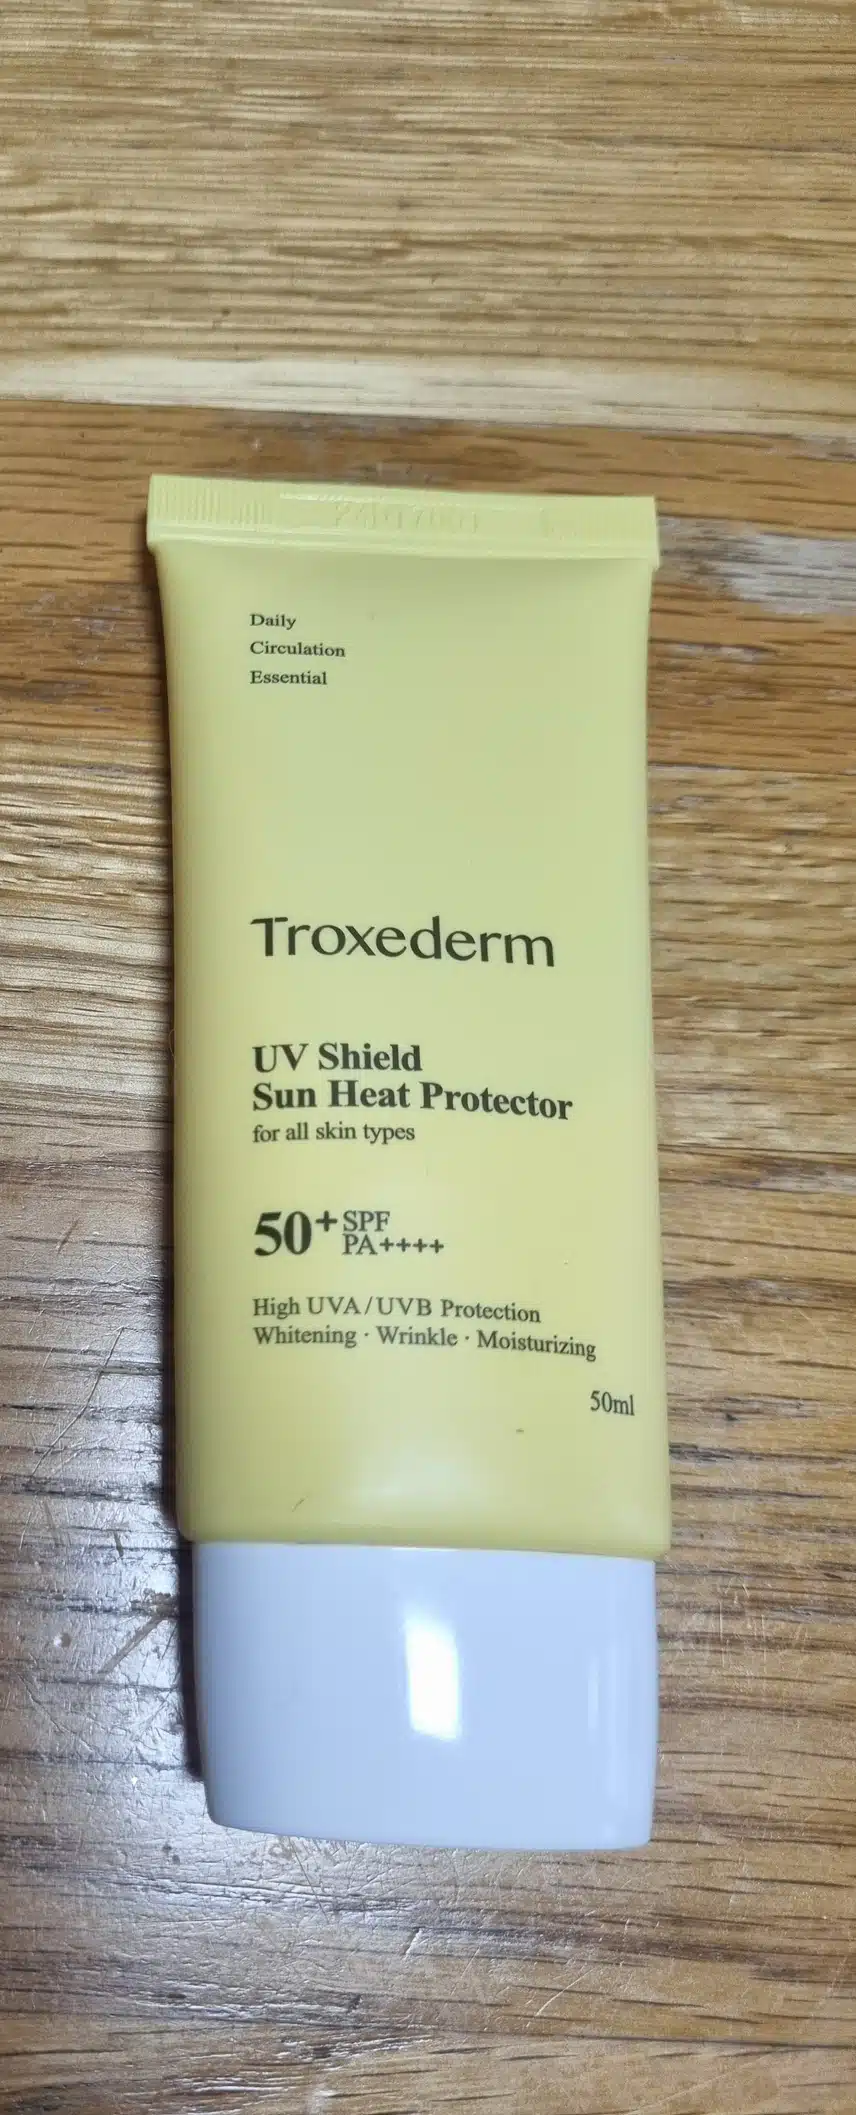 Daily
Circulation
Essential
Troxederm
UV Shield
Sun Heat Protector
for all skin types
50+ SPF
PA++++
High UVA/UVB Protection
Whitening · Wrinkle · Moisturizing
50ml